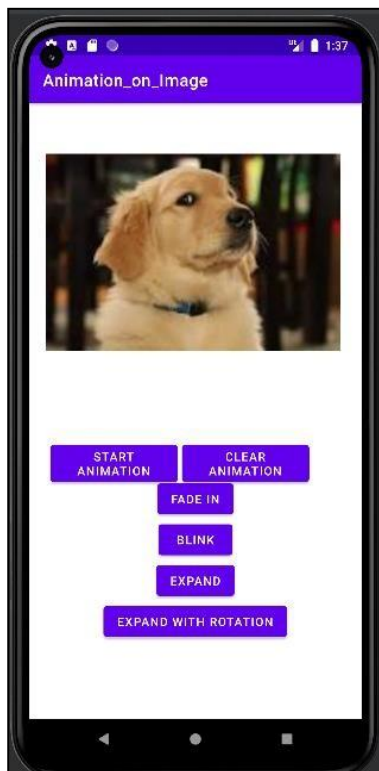 1:37
Animation_on_Image
START
ANIMATION
CLEAR
ANIMATION
FADE IN
BLINK
EXPAND
EXPAND WITH ROTATION